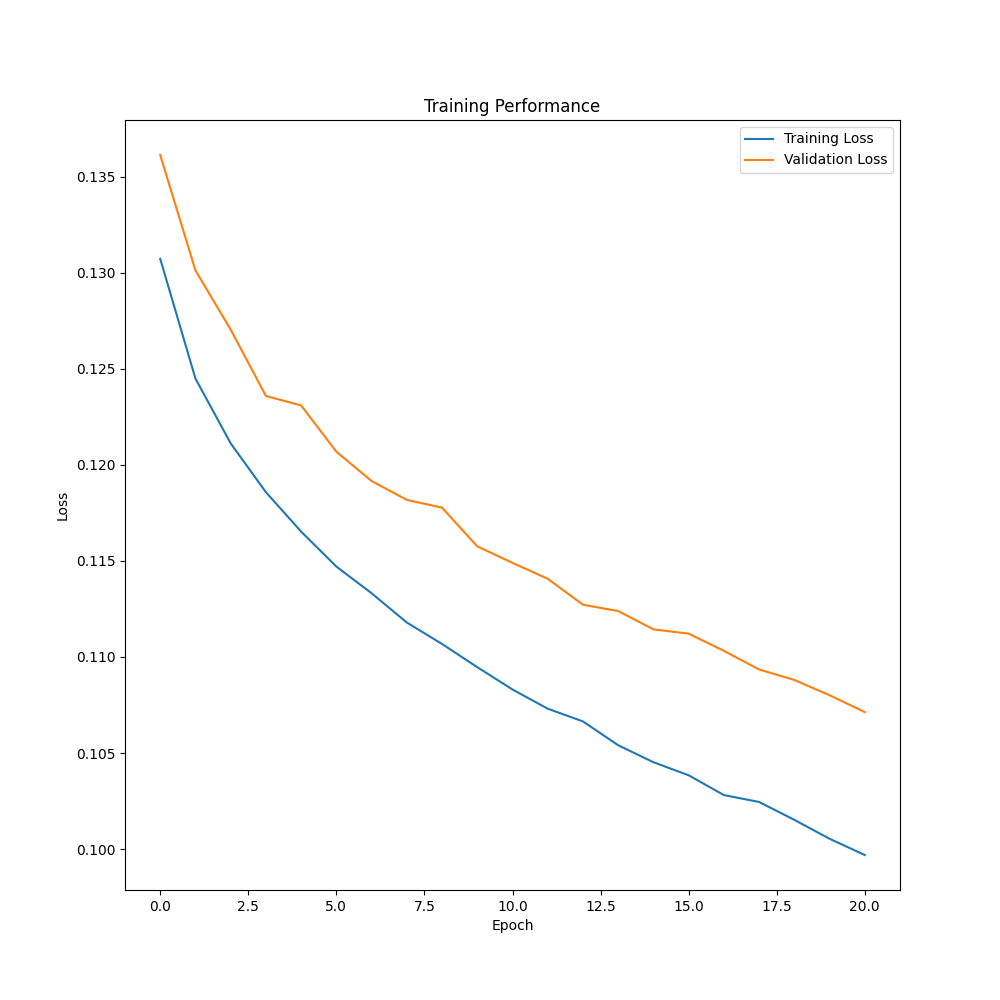 Training Performance
Training Loss
Validation Loss
0.135
0.130
0.125
0.120
0.115
0.110
0.105
0.100
Loss
0.0 2.5 5.0 7.5 10.0 12.5 15.0 17.5 20.0
Epoch